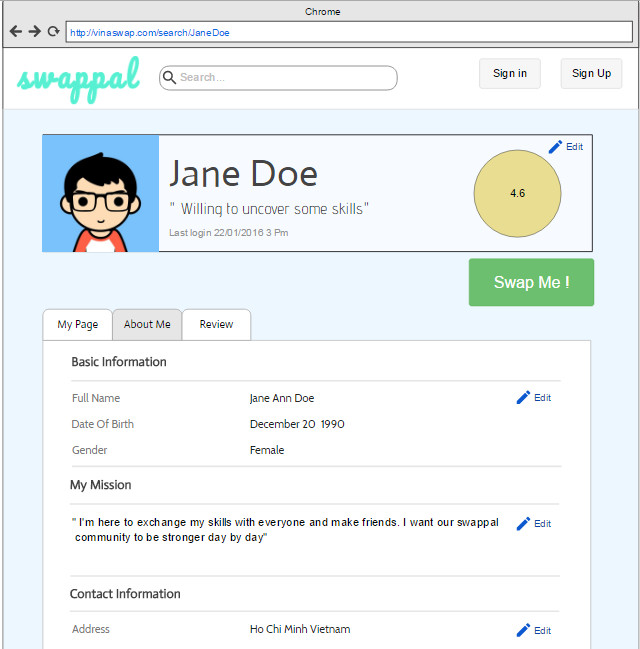 Chrome
http://vinaswap.com/search/JaneDoe
swappal
Search...
Sign in
Sign Up
Edit
Jane Doe
4.6
" Willing to uncover some skills"
Last login 22/01/2016 3 Pm
Swap Me !
My Page
About Me
Review
Basic Information
Full Name
Jane Ann Doe
Edit
Date Of Birth
December 20 1990
Gender
Female
My Mission
" I'm here to exchange my skills with everyone and make friends. I want our swappal
community to be stronger day by day"
Edit
Contact Information
Address
Ho Chi Minh Vietnam
Edit